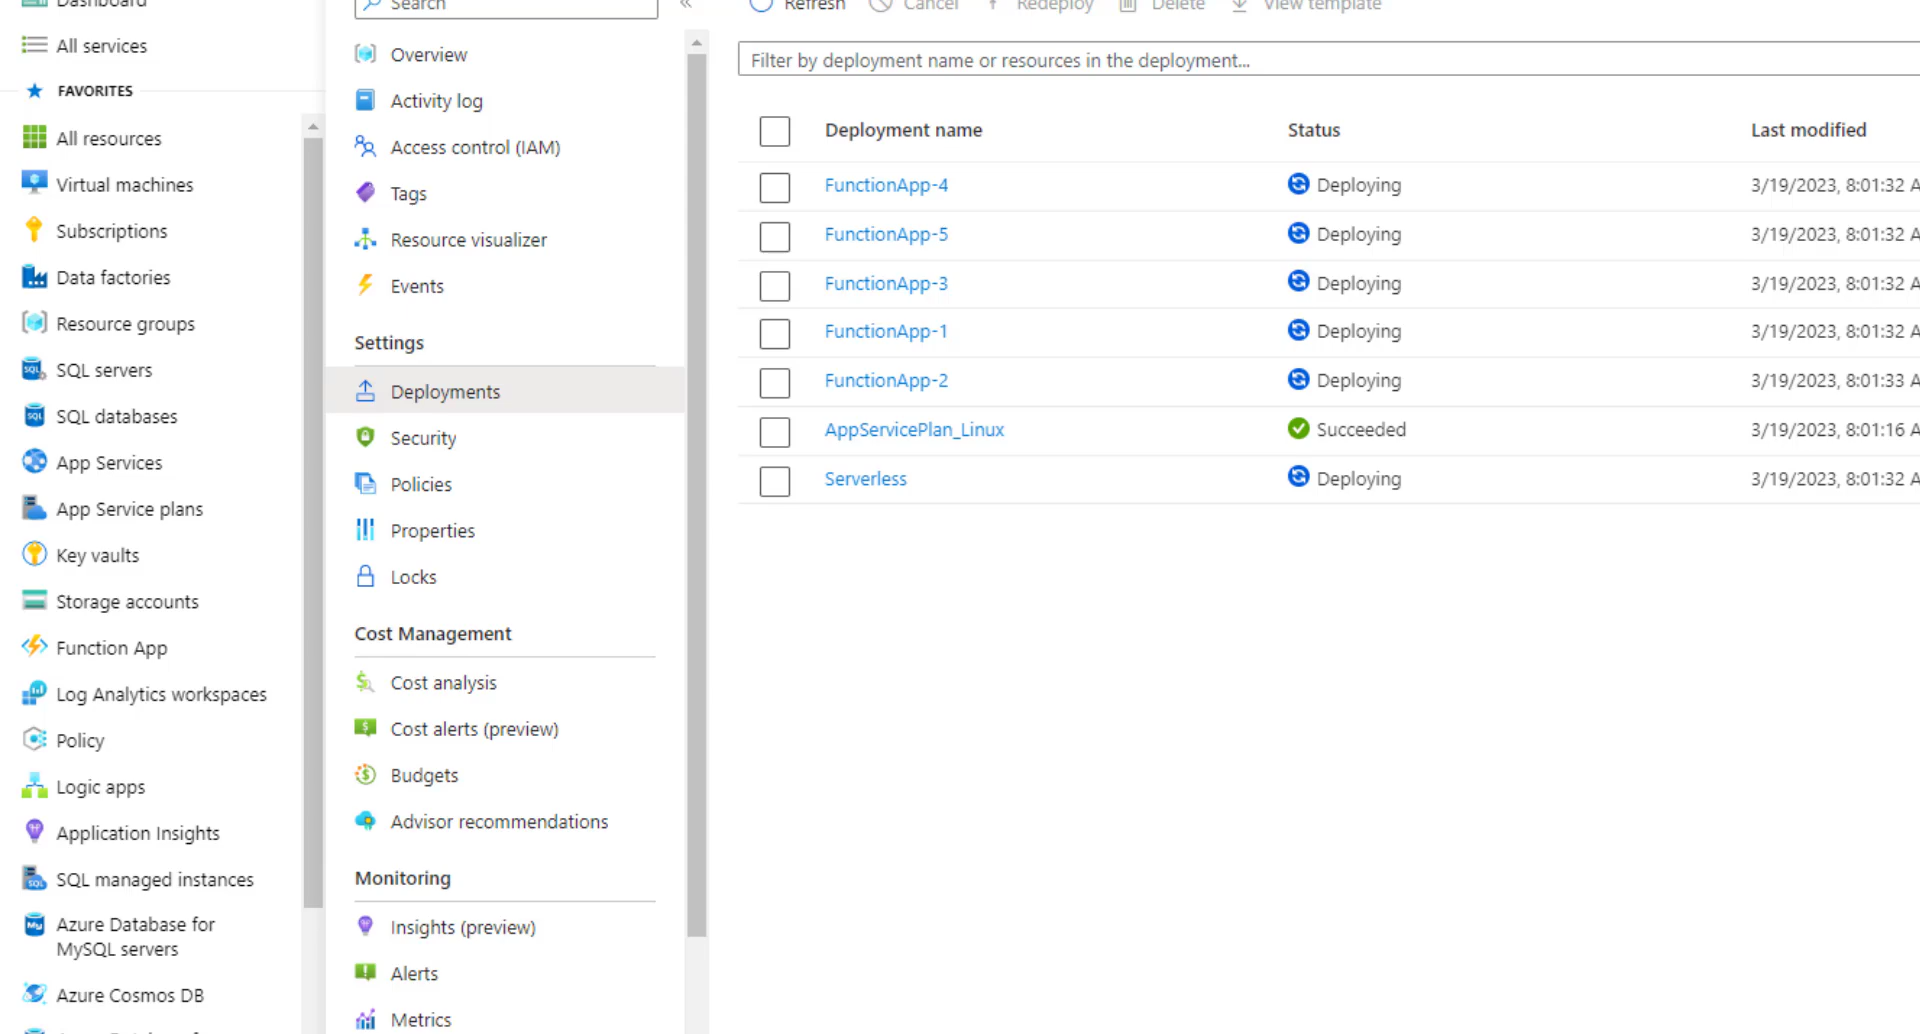 Dashboard
All services
FAVORITES
All resources
Virtual machines
Subscriptions
Data factories
Resource groups
SQL servers
SQL databases
App Services
App Service plans
Key vaults
Storage accounts
Function App
Log Analytics workspaces
Policy
Logic apps
Application Insights
SQL managed instances
Azure Database for
MySQL servers
Azure Cosmos DB
Search
«
Overview
Activity log
Access control (IAM)
Tags
Resource visualizer
Events
Settings
Deployments
Security
Policies
Properties
Locks
Cost Management
Cost analysis
Cost alerts (preview)
Budgets
Advisor recommendations
Monitoring
Insights (preview)
Alerts
Metrics
Refresh Cancel Redeploy Delete View template
Filter by deployment name or resources in the deployment...
Deployment name Status Last modified
FunctionApp-4 Deploying 3/19/2023, 8:01:32 A
FunctionApp-5 Deploying 3/19/2023, 8:01:32 A
FunctionApp-3 Deploying 3/19/2023, 8:01:32 A
FunctionApp-1 Deploying 3/19/2023, 8:01:32 A
FunctionApp-2 Deploying 3/19/2023, 8:01:33 A
AppServicePlan_Linux Succeeded 3/19/2023, 8:01:16 A
Serverless Deploying 3/19/2023, 8:01:32 A